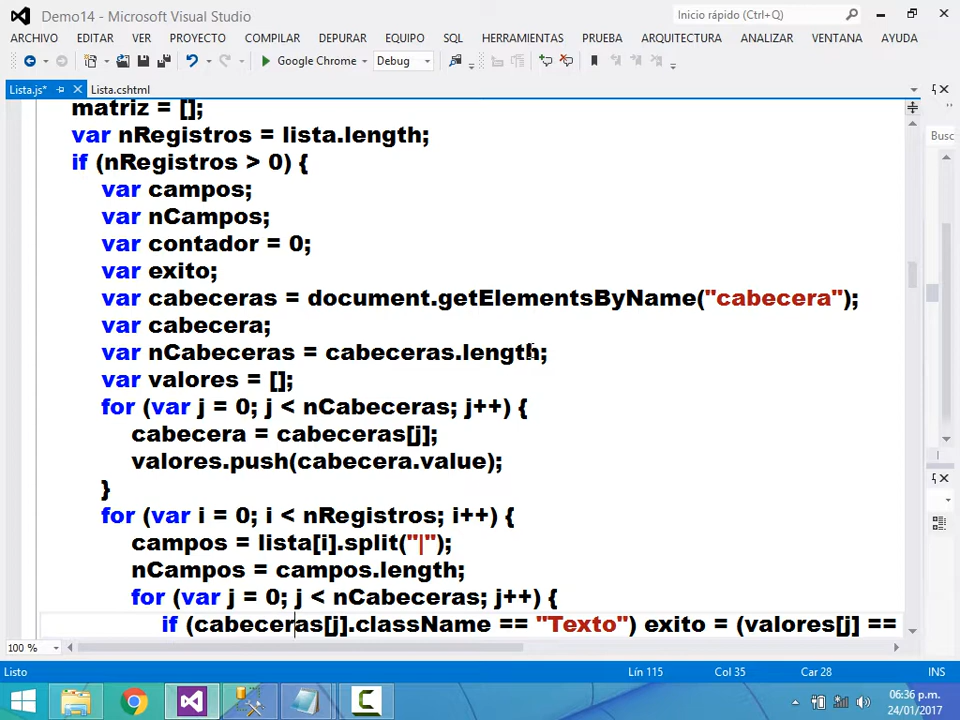 Demo14 - Microsoft Visual Studio
Inicio rápido (Ctrl+Q)
ARCHIVO EDITAR VER PROYECTO COMPILAR DEPURAR EQUIPO SQL HERRAMIENTAS PRUEBA ARQUITECTURA ANALIZAR VENTANA AYUDA
Google Chrome Debug
Lista.js* Lista.cshtml
Busc
matriz = [];
var nRegistros = lista.length;
if (nRegistros > 0) {
var campos;
var nCampos;
var contador = 0;
var exito;
var cabeceras = document.getElementsByName("cabecera");
var cabecera;
var nCabeceras = cabeceras.length;
var valores = [];
for (var j = 0; j < nCabeceras; j++) {
cabecera = cabeceras[j];
valores.push(cabecera.value);
}
for (var i = 0; i < nRegistros; i++) {
campos = lista[i].split("|");
nCampos = campos.length;
for (var j = 0; j < nCabeceras; j++) {
if (cabeceras[j].className == "Texto") exito = (valores[j] ==
100 %
Listo Lín 115 Col 35 Car 28 INS
06:36 p.m.
24/01/2017